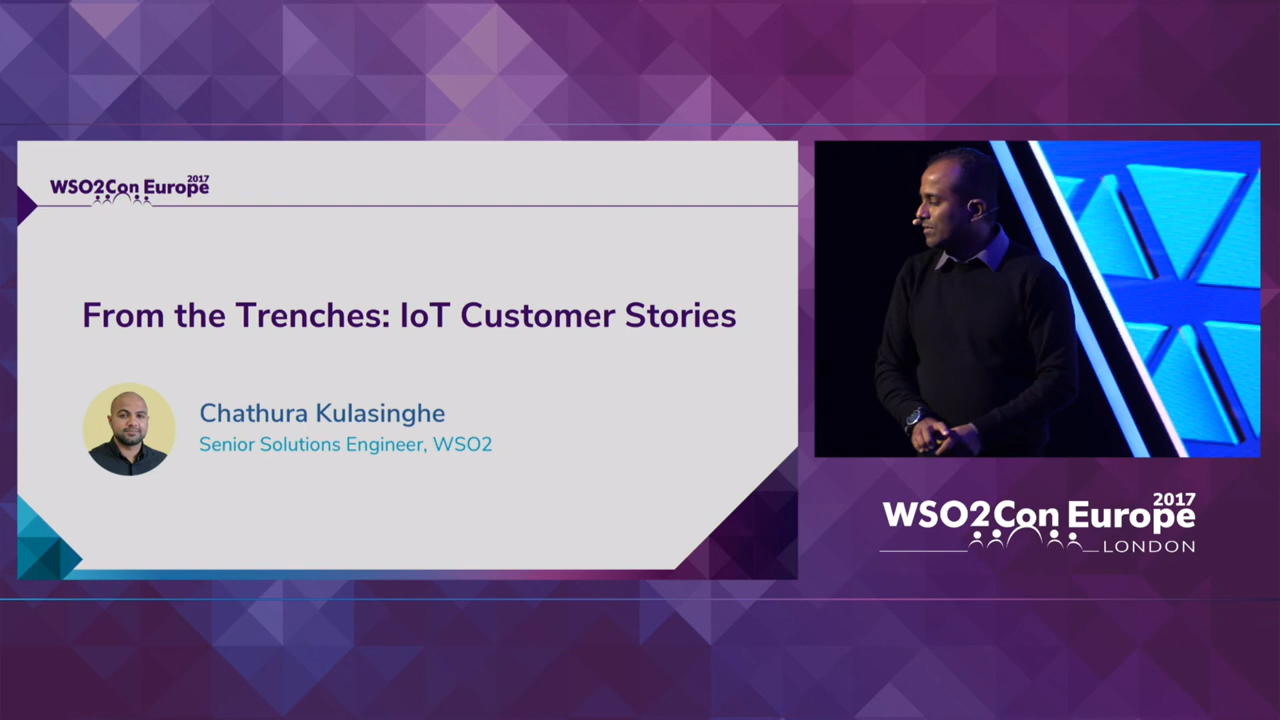 WSO2Con Europe 2017
From the Trenches: IoT Customer Stories
Chathura Kulasinghe
Senior Solutions Engineer, WSO2
WSO2Con Europe 2017
LONDON